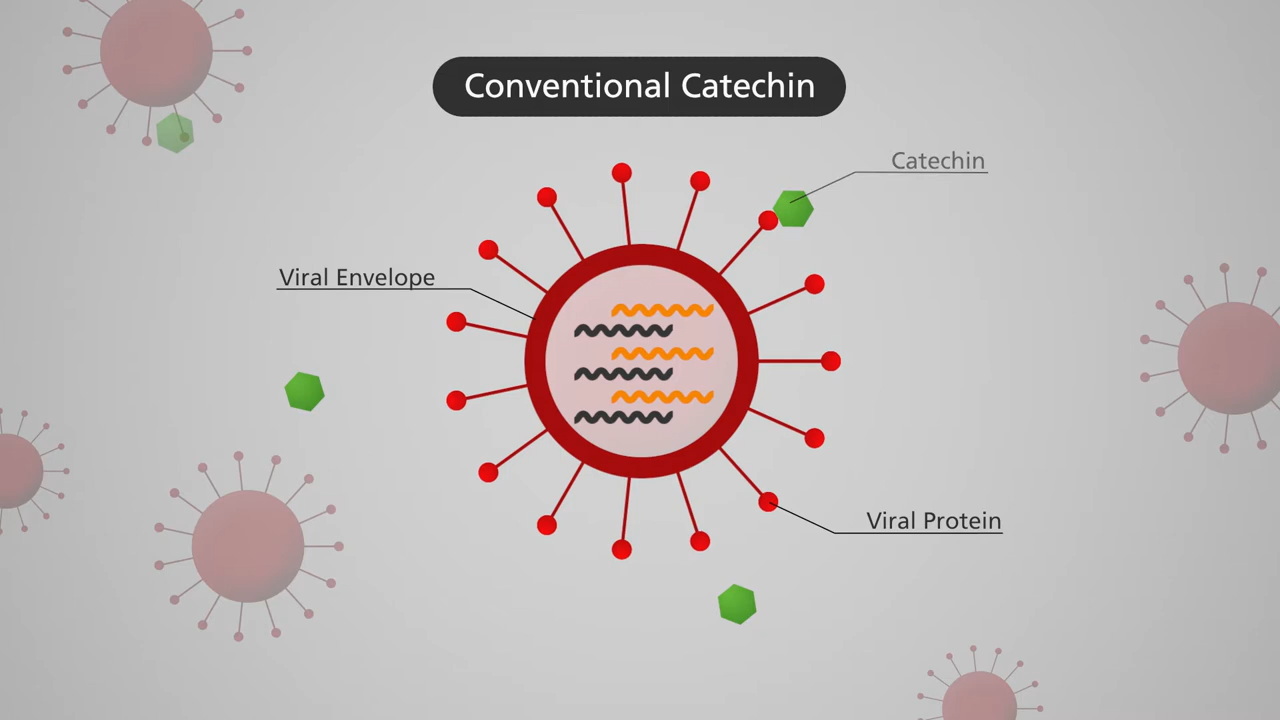 Conventional Catechin
Catechin
Viral Envelope
Viral Protein